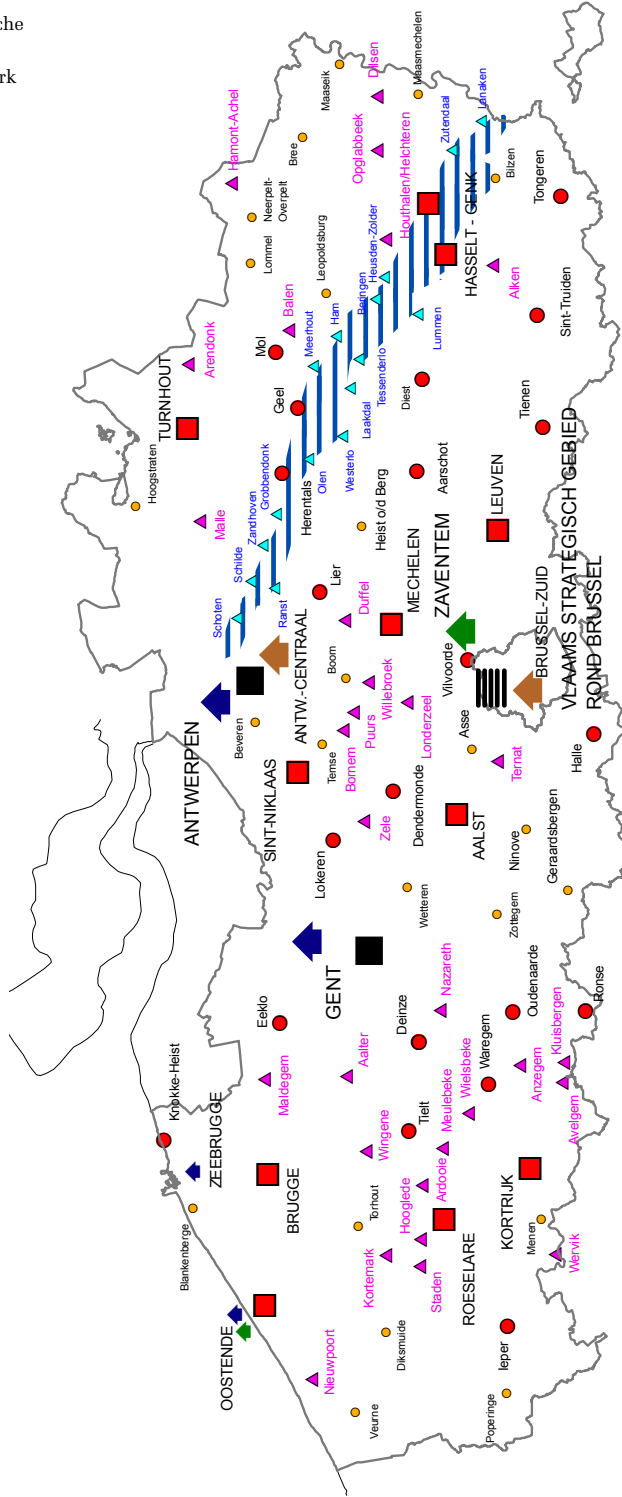 che
rk
Maasmechelen
Dilsen
Maaseik
Lanaken
Zutendaal
Bilzen
Tongeren
Opglabbeek
Houthalen/Helchteren
HASSELT - GENK
Hamont-Achel
Bree
Neerpelt-
Overpelt
Lommel
Leopoldsburg
Heusden-Zolder
Beringen
Alken
Sint-Truiden
Lummen
Balen
Ham
Meerhout
Tessenderlo
Mol
Arendonk
Laakdal
Diest
Geel
TURNHOUT
Tienen
Westerlo
Olen
Aarschot
Herentals
Grobbendonk
Hoogstraten
LEUVEN
Malle
Heist o/d Berg
Zandhoven
Schilde
Ranst
Schoten
Lier
Duffel
MECHELEN
ZAVENTEM
BRUSSEL-ZUID
VLAAMS STRATEGISCH GEBIED
ROND BRUSSEL
Vilvoorde
ANTW.-CENTRAAL
Boom
Willebroek
Puurs
Londerzeel
ANTWERPEN
Beveren
Bornem
Temse
Asse
Ternat
Halle
SINT-NIKLAAS
Dendermonde
Zele
AALST
Ninove
Lokeren
Geraardsbergen
Wetteren
Zottegem
GENT
Nazareth
Oudenaarde
Ronse
Eeklo
Deinze
Kluisbergen
Anzegem
Waregem
Aalter
Maldegem
Avelgem
Wielsbeke
Meulebeke
Tielt
Knokke-Heist
ZEEBRUGGE
Wingene
Ardooie
BRUGGE
KORTRIJK
Torhout
Hooglede
ROESELARE
Menen
Blankenberge
Wervik
Kortemark
Staden
OOSTENDE
Diksmuide
Ieper
Nieuwpoort
Veurne
Poperinge